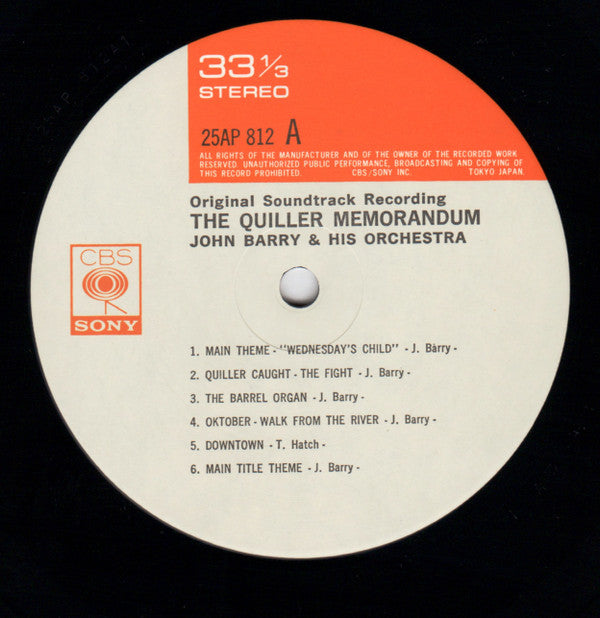 33 1/3
STEREO
25AP 812 A
ALL RIGHTS OF THE MANUFACTURER AND OF THE OWNER OF THE RECORDED WORK
RESERVED. UNAUTHORIZED PUBLIC PERFORMANCE, BROADCASTING AND COPYING OF
THIS RECORD PROHIBITED. CBS/SONY INC. TOKYO JAPAN.
Original Soundtrack Recording
THE QUILLER MEMORANDUM
JOHN BARRY & HIS ORCHESTRA
CBS
SONY
1. MAIN THEME - "WEDNESDAY'S CHILD" - J. Barry -
2. QUILLER CAUGHT - THE FIGHT - J. Barry -
3. THE BARREL ORGAN - J. Barry -
4. OKTOBER - WALK FROM THE RIVER - J. Barry -
5. DOWNTOWN - T. Hatch -
6. MAIN TITLE THEME - J. Barry -